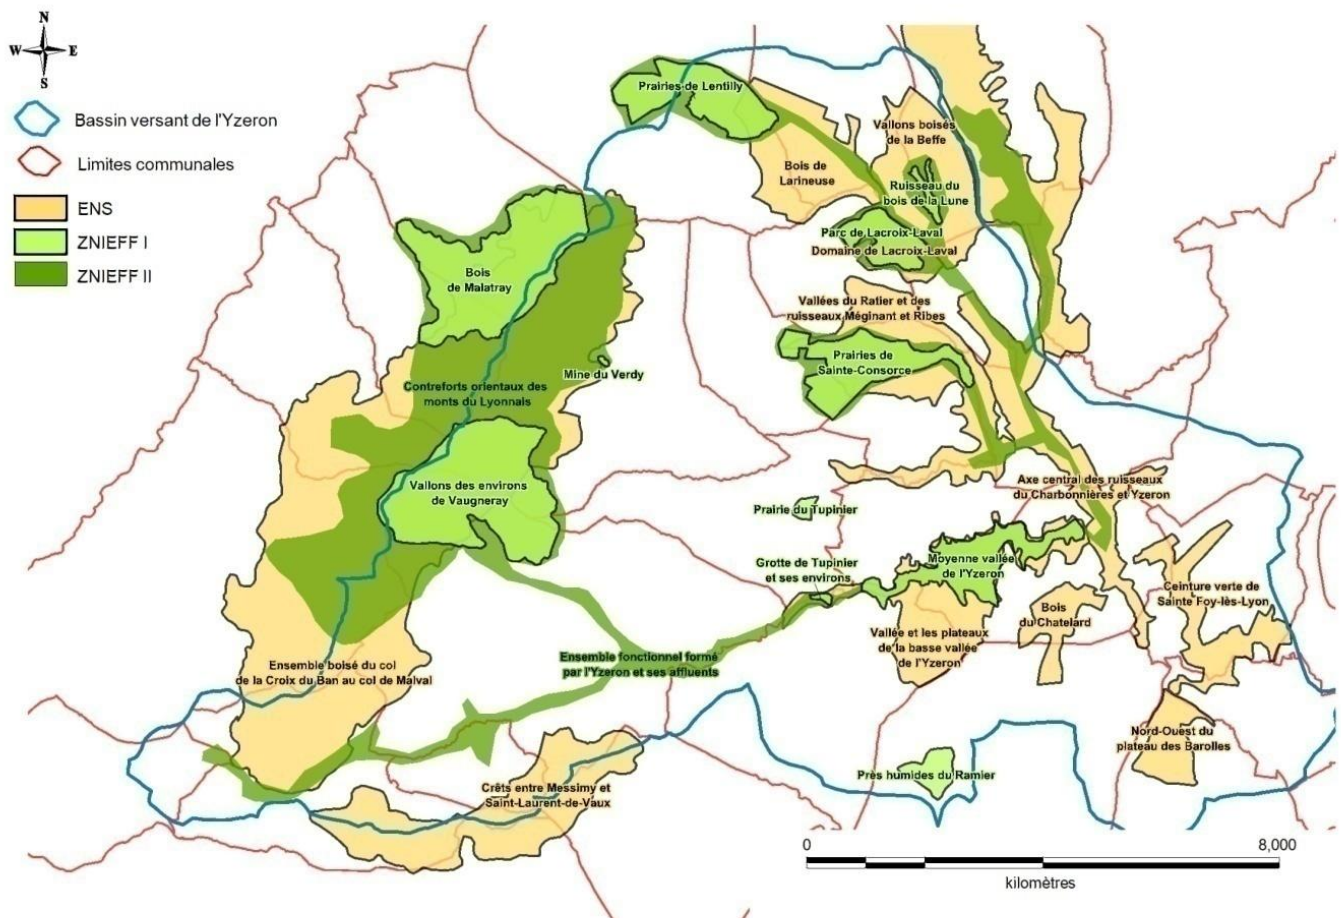 N
W E
S
Bassin versant de l'Yzeron
Limites communales
ENS
ZNIEFF I
ZNIEFF II
Prairies de Lentilly
Vallons boisés
de la Beffe
Bois de
Larineuse
Ruisseau du
bois de la Lune
Parc de Lacroix-Laval
Domaine de Lacroix-Laval
Bois
de Malatray
Vallées du Ratier et des
ruisseaux Méginant et Ribes
Prairies de
Sainte-Consorce
Mine du Verdy
Contreforts orientaux des
monts du Lyonnais
Vallons des environs
de Vaugneray
Axe central des ruisseaux
du Charbonnières et Yzeron
Prairie du Tupinier
Grotte de Tupinier
et ses environs
Moyenne vallée
de l'Yzeron
Ceinture verte de
Sainte Foy-lès-Lyon
Bois
du Chatelard
Vallée et les plateaux
de la basse vallée
de l'Yzeron
Ensemble fonctionnel formé
par l'Yzeron et ses affluents
Ensemble boisé du col
de la Croix du Ban au col de Malval
Nord-Ouest du
plateau des Barolles
Près humides du Ramier
Crêts entre Messimy et
Saint-Laurent-de-Vaux
0 8,000
kilomètres